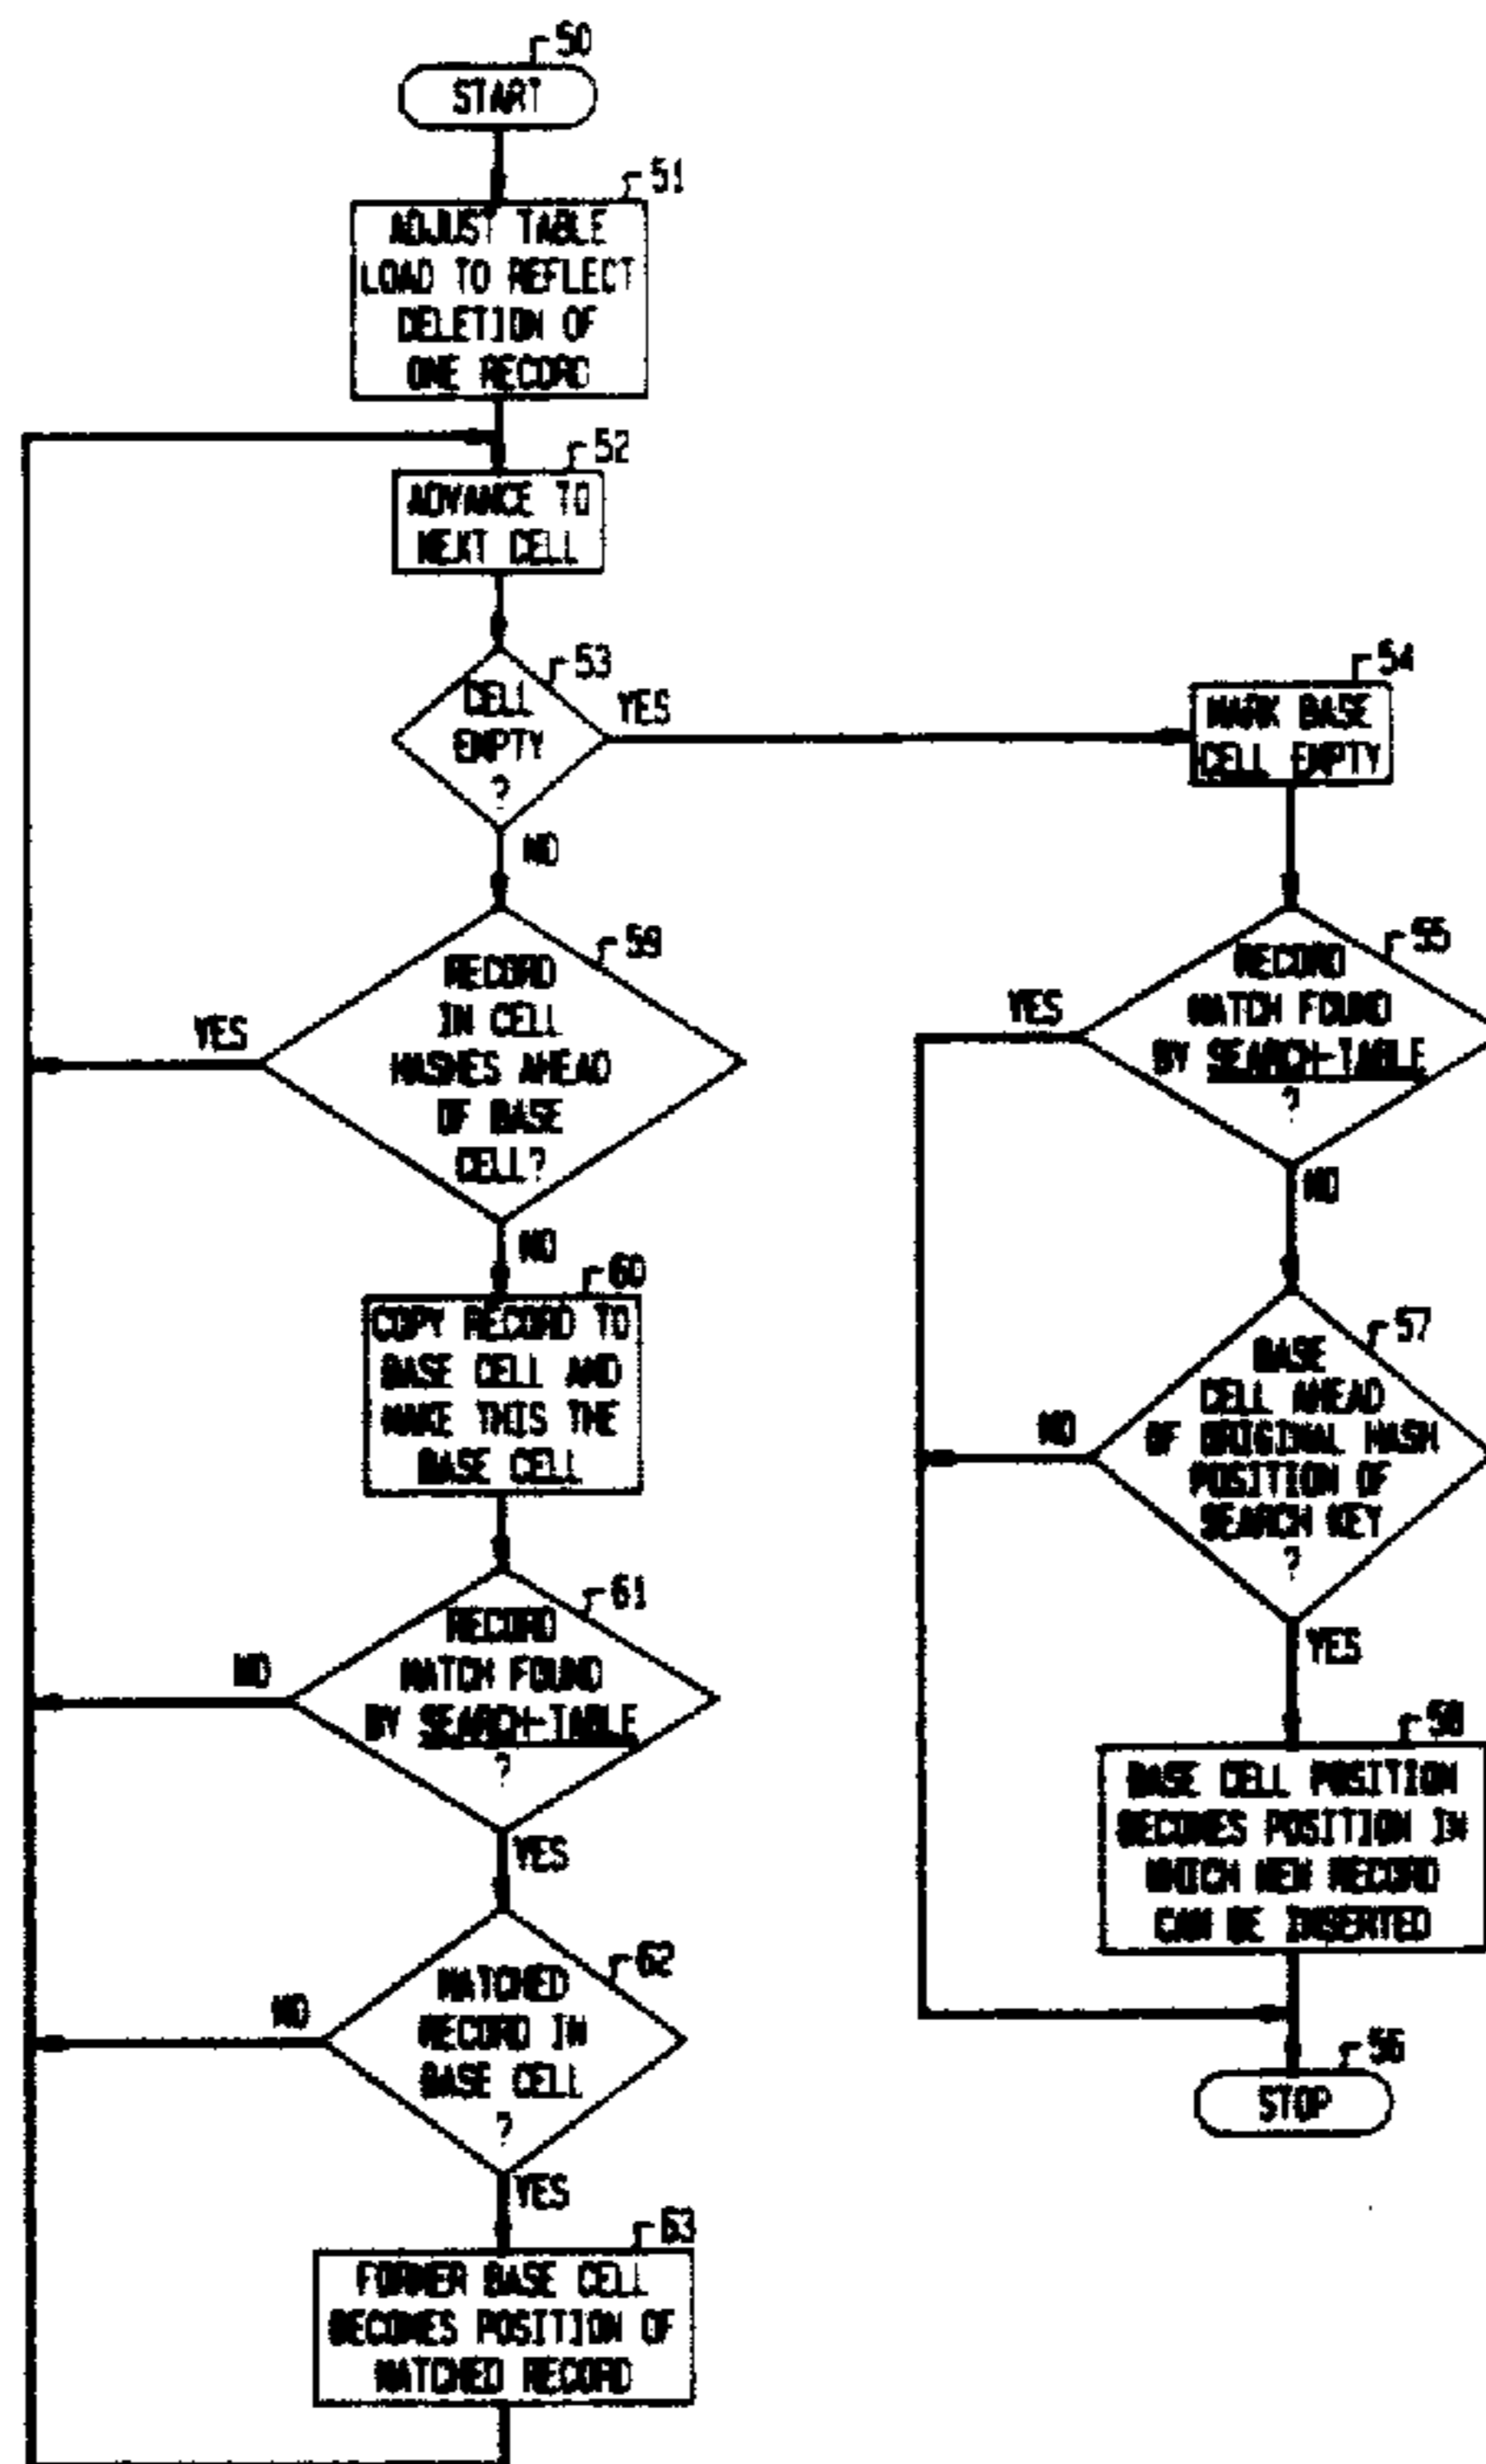 50
START
51
ADJUST TABLE
LOAD TO REFLECT
DELETION OF
ONE RECORD
52
ADVANCE TO
NEXT CELL
53
CELL
EMPTY
?
YES
NO
54
MARK BASE
CELL EMPTY
59
RECORD
IN CELL
HASHES AHEAD
OF BASE
CELL?
YES
NO
55
RECORD
MATCH FOUND
BY SEARCH-TABLE
?
YES
NO
60
COPY RECORD TO
BASE CELL AND
MAKE THIS THE
BASE CELL
57
BASE
CELL AHEAD
OF ORIGINAL HASH
POSITION OF
SEARCH KEY
?
NO
YES
61
RECORD
MATCH FOUND
BY SEARCH-TABLE
?
NO
YES
58
BASE CELL POSITION
BECOMES POSITION IN
WHICH NEW RECORD
CAN BE INSERTED
62
MATCHED
RECORD IN
BASE CELL
?
NO
YES
56
STOP
63
FORMER BASE CELL
BECOMES POSITION OF
MATCHED RECORD